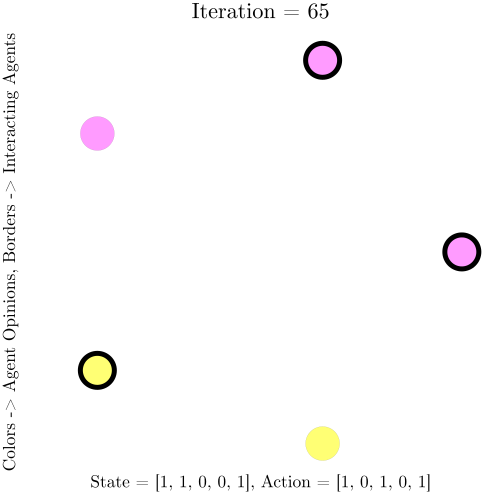 Iteration = 65
Colors -> Agent Opinions, Borders -> Interacting Agents
State = [1, 1, 0, 0, 1], Action = [1, 0, 1, 0, 1]